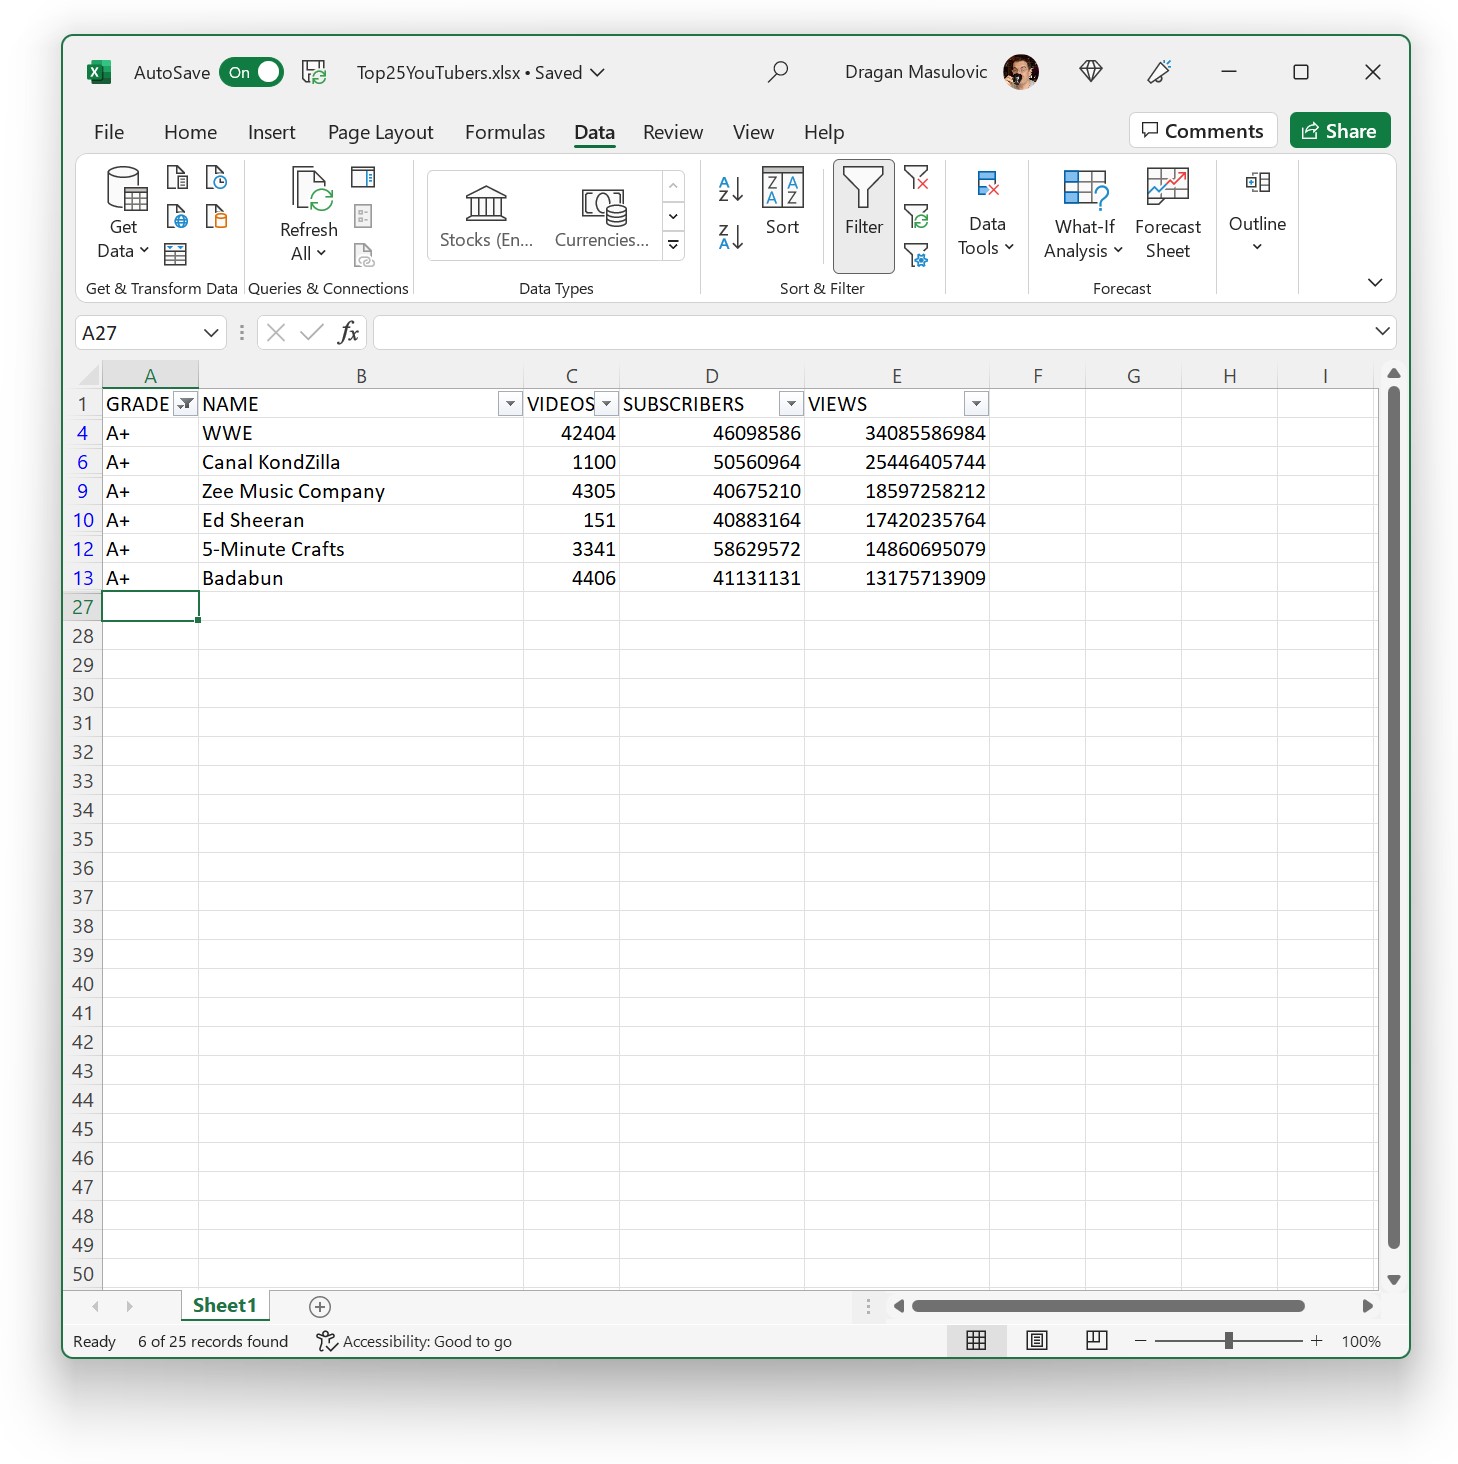 AutoSave On Top25YouTubers.xlsx • Saved Dragan Masulovic
File Home Insert Page Layout Formulas Data Review View Help Comments Share
Get Data Refresh All Stocks (En... Currencies... Sort Filter Data Tools What-If Analysis Forecast Sheet Outline
Get & Transform Data Queries & Connections Data Types Sort & Filter Forecast
A27 fx
A B C D E F G H I
1 GRADE NAME VIDEOS SUBSCRIBERS VIEWS
4 A+ WWE 42404 46098586 34085586984
6 A+ Canal KondZilla 1100 50560964 25446405744
9 A+ Zee Music Company 4305 40675210 18597258212
10 A+ Ed Sheeran 151 40883164 17420235764
12 A+ 5-Minute Crafts 3341 58629572 14860695079
13 A+ Badabun 4406 41131131 13175713909
27
28
29
30
31
32
33
34
35
36
37
38
39
40
41
42
43
44
45
46
47
48
49
50
Sheet1
Ready 6 of 25 records found Accessibility: Good to go 100%